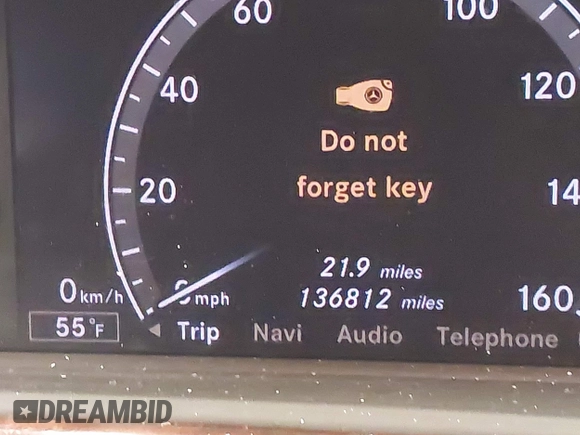 60
100
40
120
Do not
20
forget key
14
21.9 miles
0 km/h
mph
136812 miles
160
55°F
Trip Navi Audio Telephone
DREAMBID